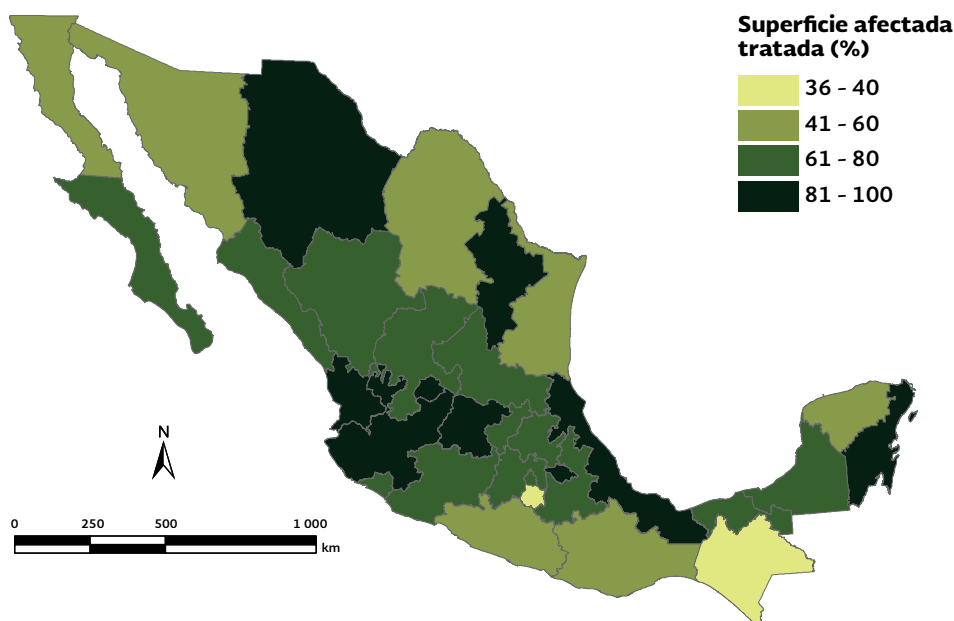 Superficie afectada
tratada (%)
36 - 40
41 - 60
61 - 80
81 - 100
N
0 250 500 1 000
km